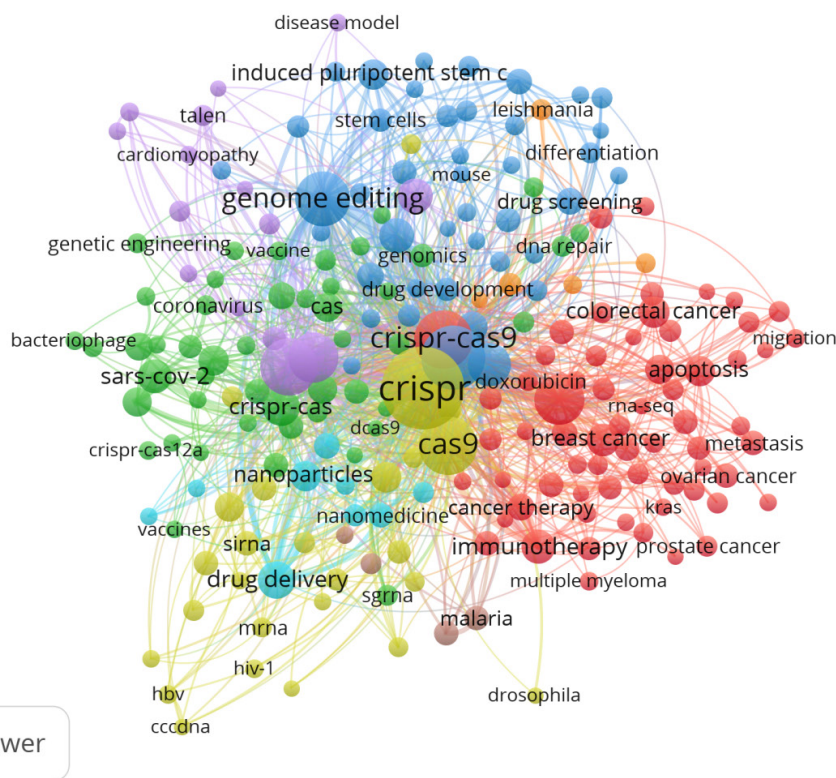 disease model
induced pluripotent stem c
leishmania
talen
stem cells
cardiomyopathy
differentiation
mouse
genome editing
drug screening
genetic engineering
vaccine
genomics
dna repair
drug development
coronavirus
cas
colorectal cancer
bacteriophage
crispr-cas9
migration
sars-cov-2
crispr
doxorubicin
apoptosis
crispr-cas
rna-seq
dcas9
cas9
breast cancer
metastasis
crispr-cas12a
nanoparticles
ovarian cancer
nanomedicine
cancer therapy
kras
vaccines
sirna
immunotherapy
prostate cancer
drug delivery
multiple myeloma
sgrna
malaria
mrna
hiv-1
hbv
drosophila
cccdna
wer